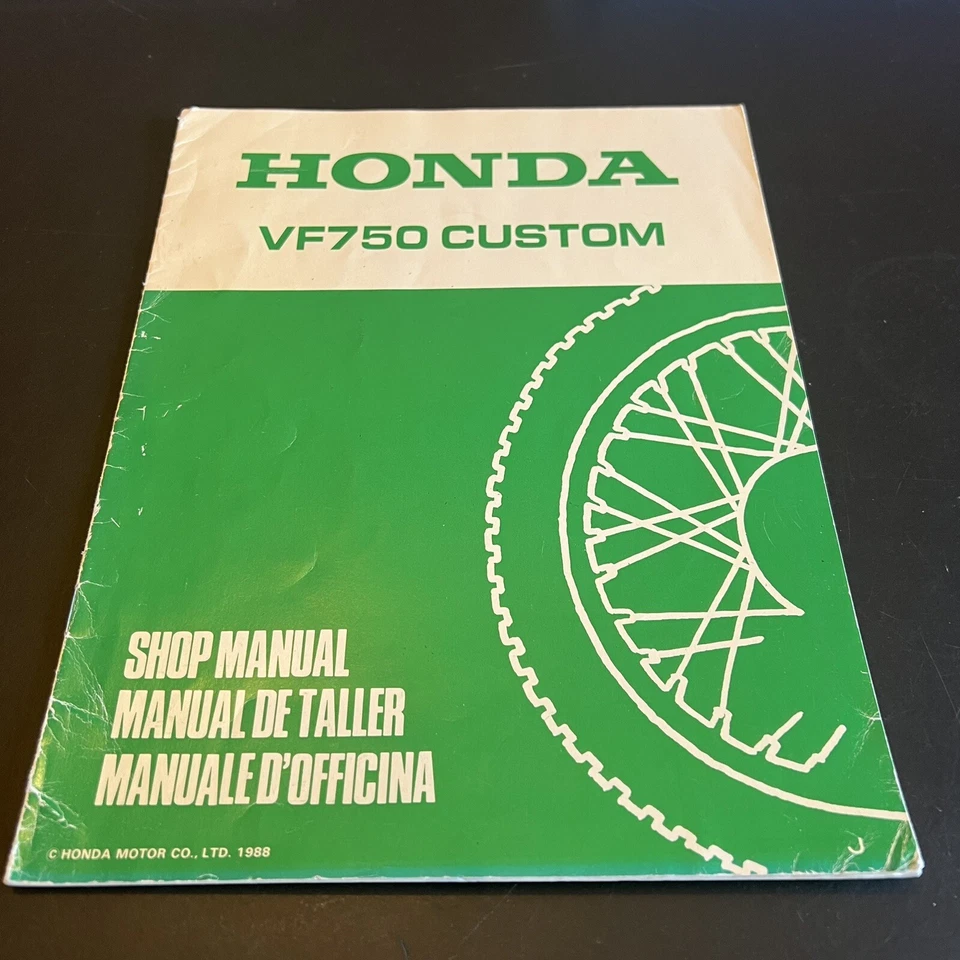 HONDA
VF750 CUSTOM
SHOP MANUAL
MANUAL DE TALLER
MANUALE D'OFFICINA
C HONDA MOTOR CO., LTD. 1988